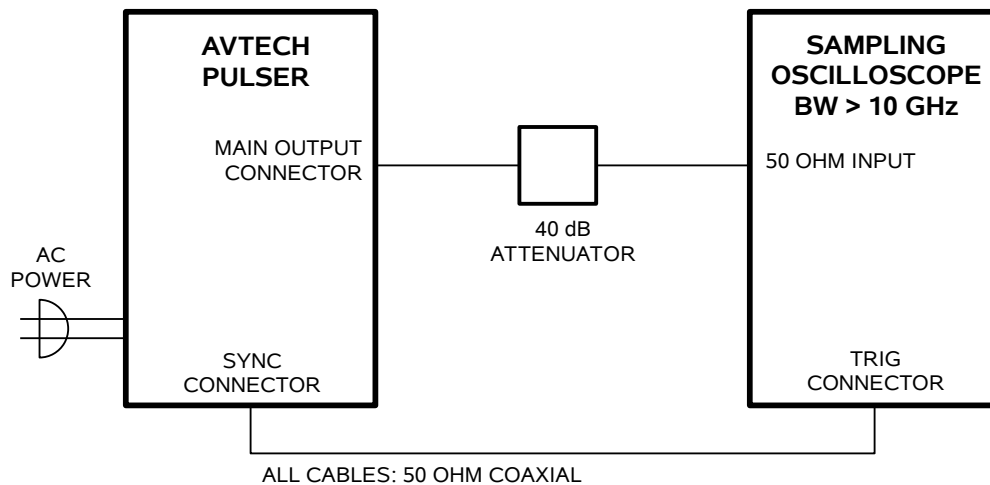 AVTECH
PULSER
MAIN OUTPUT
CONNECTOR
SYNC
CONNECTOR
AC
POWER
40 dB
ATTENUATOR
SAMPLING
OSCILLOSCOPE
BW > 10 GHz
50 OHM INPUT
TRIG
CONNECTOR
ALL CABLES: 50 OHM COAXIAL